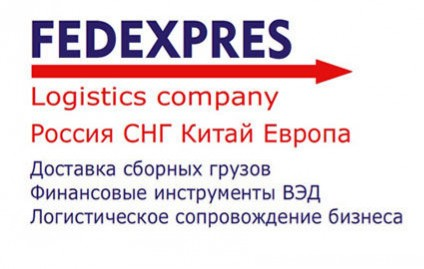 FEDEXPRES
Logistics company
Россия СНГ Китай Европа
Доставка сборных грузов
Финансовые инструменты ВЭД
Логистическое сопровождение бизнеса